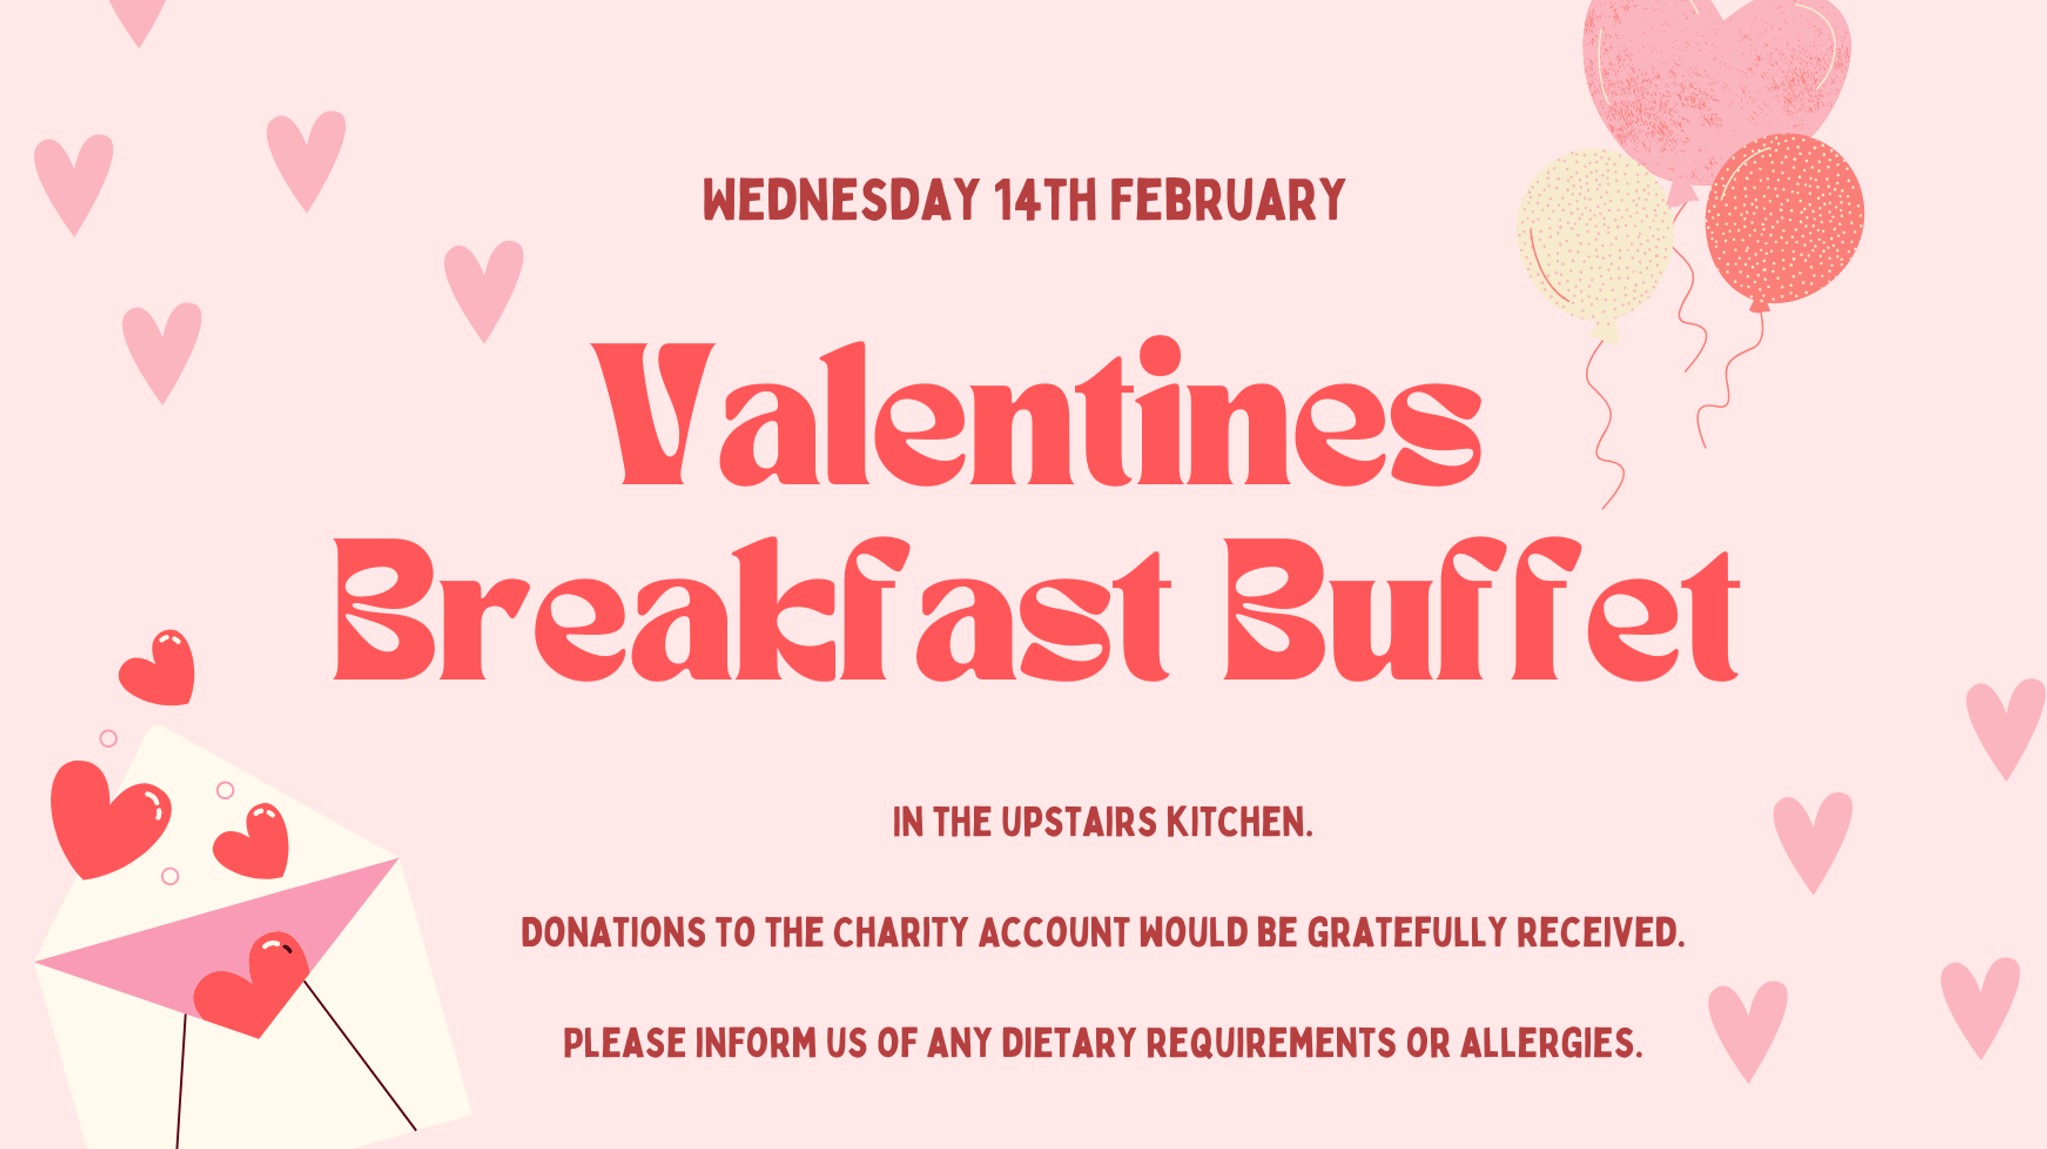 WEDNESDAY 14TH FEBRUARY
Valentines
Breakfast Buffet
IN THE UPSTAIRS KITCHEN.
DONATIONS TO THE CHARITY ACCOUNT WOULD BE GRATEFULLY RECEIVED.
PLEASE INFORM US OF ANY DIETARY REQUIREMENTS OR ALLERGIES.